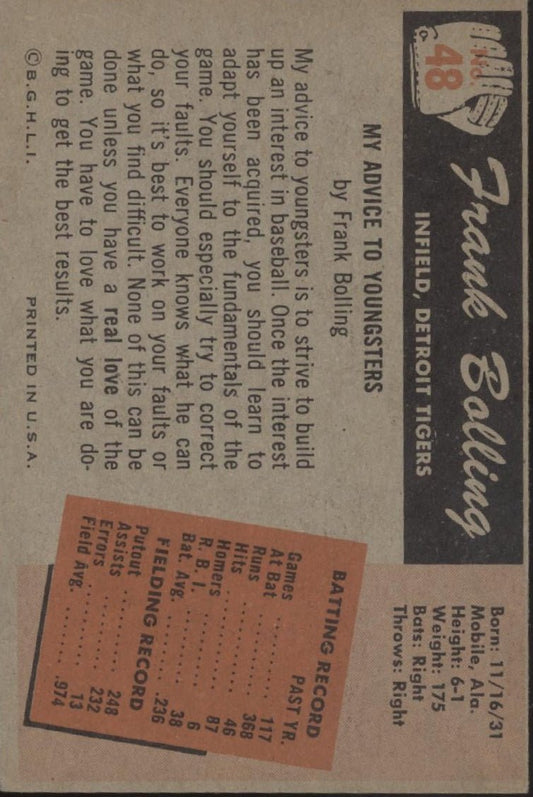 No.
48
Frank Bolling
INFIELD, DETROIT TIGERS
Born: 11/16/31
Mobile, Ala.
Height: 6-1
Weight: 175
Bats: Right
Throws: Right
MY ADVICE TO YOUNGSTERS
by Frank Bolling
My advice to youngsters is to strive to build
up an interest in baseball. Once the interest
has been acquired, you should learn to
adapt yourself to the fundamentals of the
game. You should especially try to correct
your faults. Everyone knows what he can
do, so it's best to work on your faults or
what you find difficult. None of this can be
done unless you have a real love of the
game. You have to love what you are do-
ing to get the best results.
© B.G.H.L.I. PRINTED IN U.S.A.
BATTING RECORD
PAST YR.
Games 117
At Bat 368
Runs 46
Hits 87
Homers 6
R. B. I. 38
Bat. Avg. .236
FIELDING RECORD
Putout 248
Assists 232
Errors 13
Field Avg. .974